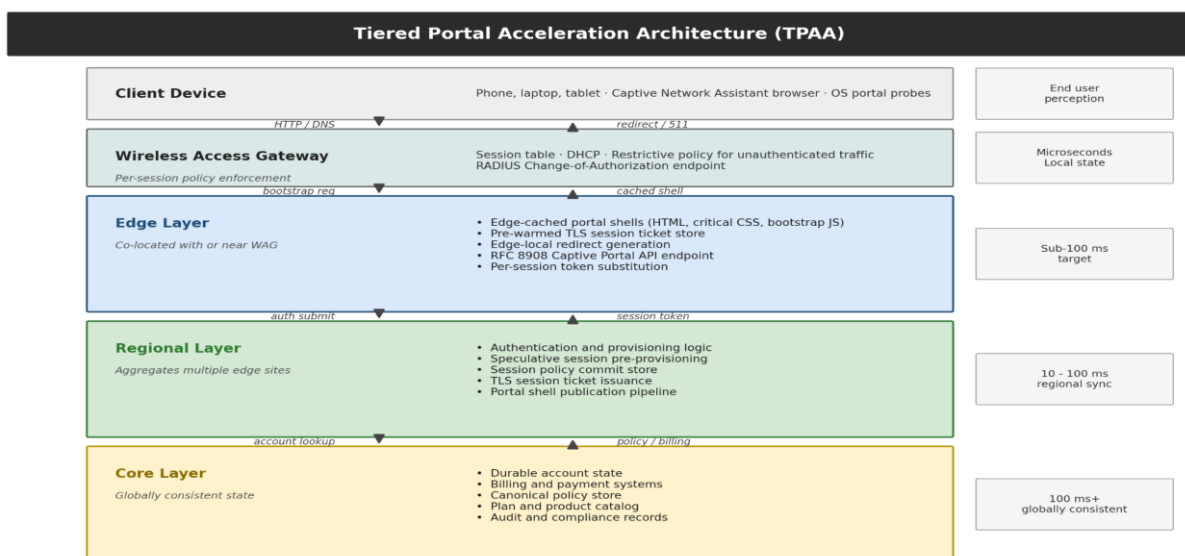 Tiered Portal Acceleration Architecture (TPAA)
Client Device
Phone, laptop, tablet · Captive Network Assistant browser · OS portal probes
End user
perception
HTTP / DNS
redirect / 511
Wireless Access Gateway
Per-session policy enforcement
Session table · DHCP · Restrictive policy for unauthenticated traffic
RADIUS Change-of-Authorization endpoint
Microseconds
Local state
bootstrap req
cached shell
Edge Layer
Co-located with or near WAG
• Edge-cached portal shells (HTML, critical CSS, bootstrap JS)
• Pre-warmed TLS session ticket store
• Edge-local redirect generation
• RFC 8908 Captive Portal API endpoint
• Per-session token substitution
Sub-100 ms
target
auth submit
session token
Regional Layer
Aggregates multiple edge sites
• Authentication and provisioning logic
• Speculative session pre-provisioning
• Session policy commit store
• TLS session ticket issuance
• Portal shell publication pipeline
10 - 100 ms
regional sync
account lookup
policy / billing
Core Layer
Globally consistent state
• Durable account state
• Billing and payment systems
• Canonical policy store
• Plan and product catalog
• Audit and compliance records
100 ms+
globally consistent